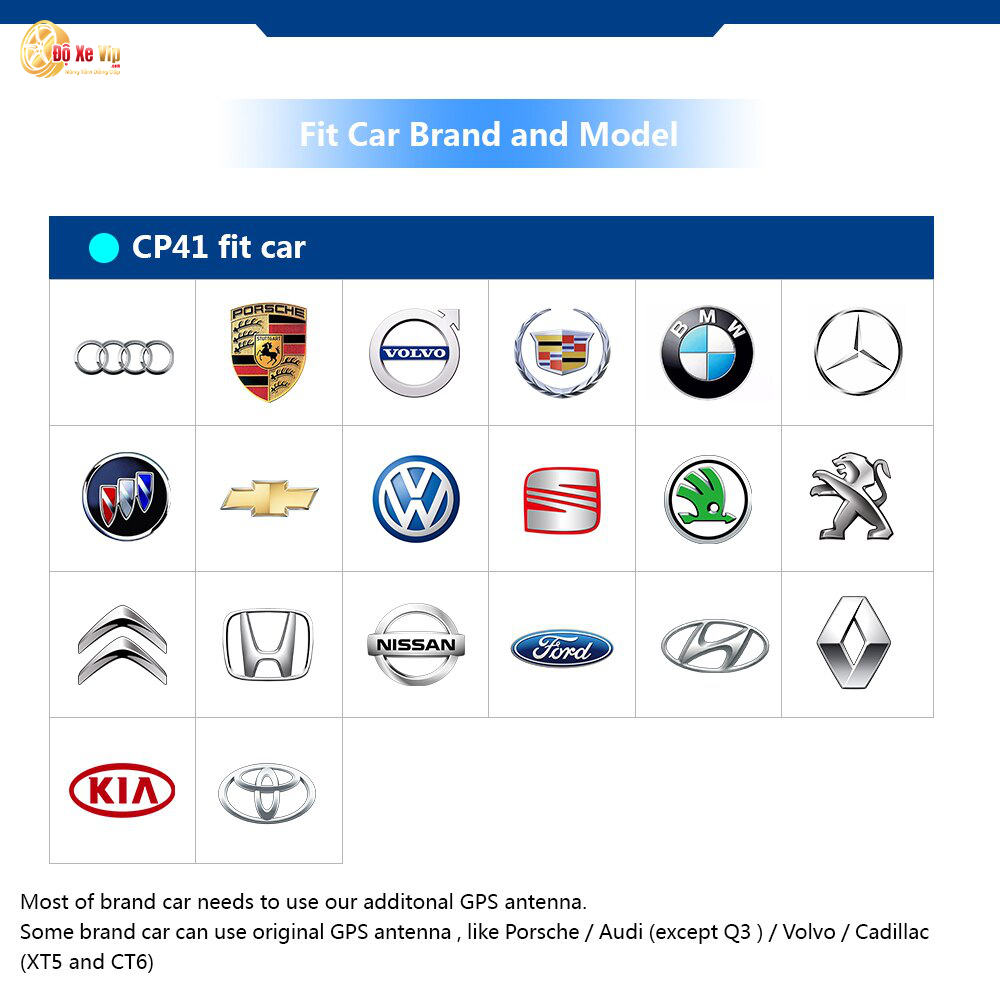 Độ Xe Vip
.com
Nâng Tầm Đẳng Cấp
Fit Car Brand and Model
CP41 fit car
PORSCHE
STUTTGART
VOLVO
BMW
NISSAN
Ford
KIA
Most of brand car needs to use our additonal GPS antenna.
Some brand car can use original GPS antenna , like Porsche / Audi (except Q3 ) / Volvo / Cadillac
(XT5 and CT6)